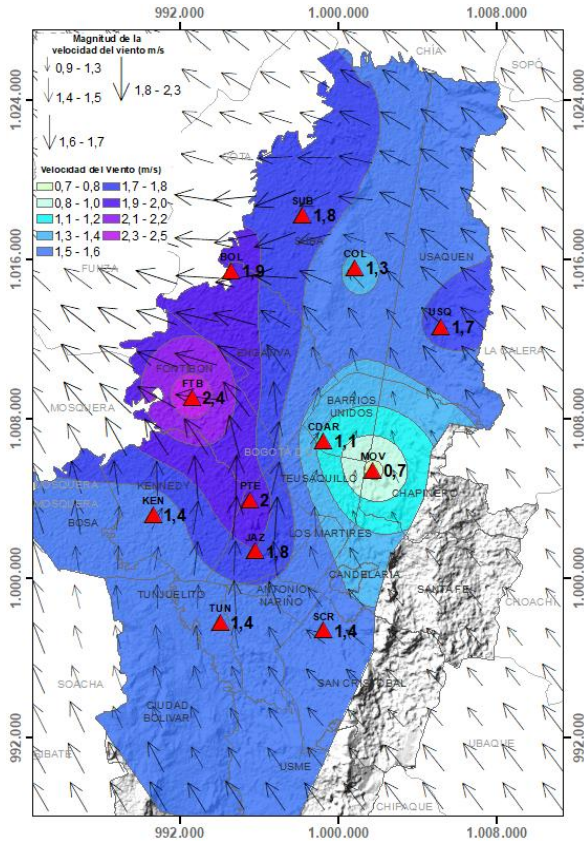 992.000 1.000.000 1.008.000
Magnitud de la
velocidad del viento m/s
0,9 - 1,3
1,4 - 1,5
1,8 - 2,3
1,6 - 1,7
Velocidad del Viento (m/s)
0,7 - 0,8 1,7 - 1,8
0,8 - 1,0 1,9 - 2,0
1,1 - 1,2 2,1 - 2,2
1,3 - 1,4 2,3 - 2,5
1,5 - 1,6
CHÍA
SOPÓ
1.024.000 1.024.000
SUB
1,8
SUBA
BOL
1,9
COL
1,3
USAQUEN
1.016.000 1.016.000
FUNZA
USQ
1,7
LA CALERA
ENGATIVA
FONTIBON
FTB
2,4
MOSQUERA
BARRIOS
UNIDOS
1.008.000 1.008.000
CDAR
1,1
MOV
0,7
TEUSAQUILLO
CHAPINERO
KENNEDY
KEN
1,4
PTE
2
BOSA
MOSQUERA
LOS MARTIRES
JAZ
1,8
1.000.000 1.000.000
CANDELARIA
ANTONIO
NARIÑO
SANTA FE
CHOACHI
TUNJUELITO
TUN
1,4
SCR
1,4
SOACHA
SAN CRISTOBAL
CIUDAD
BOLIVAR
992.000 992.000
USME
UBAQUE
SIBATE
CHIPAQUE
992.000 1.000.000 1.008.000